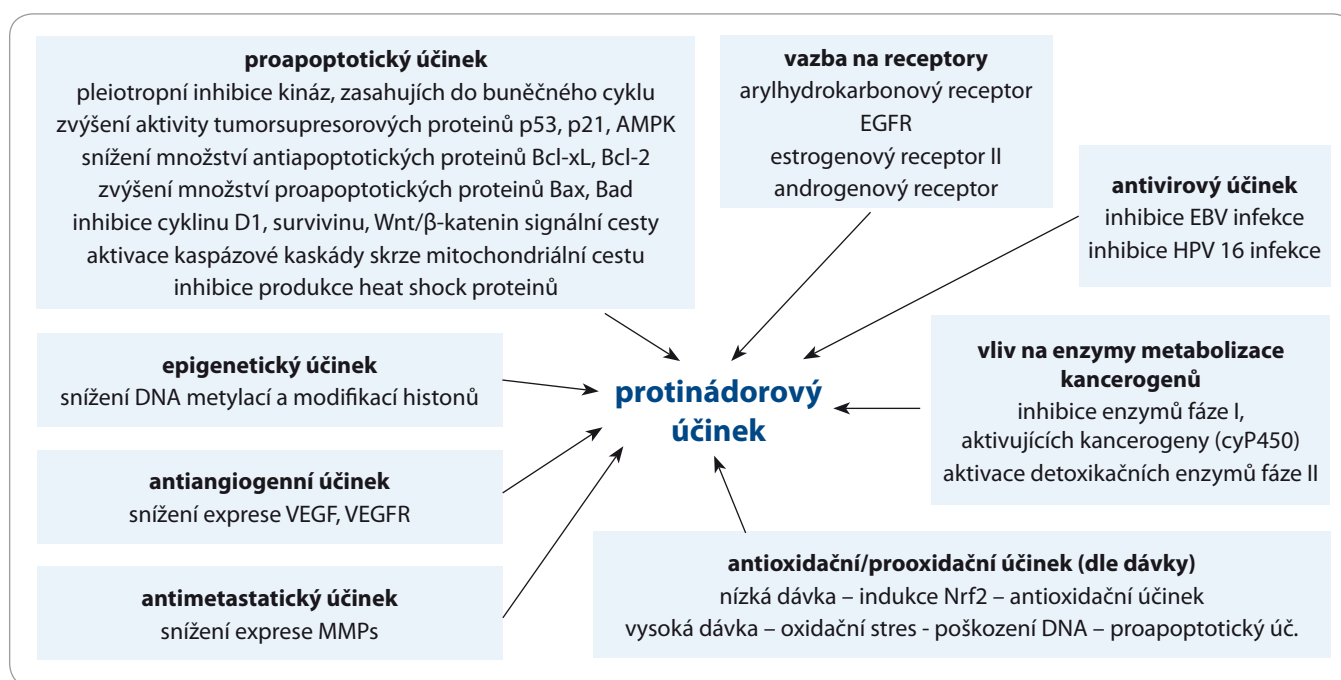 proapoptotický účinek
pleiotropní inhibice kináz, zasahujích do buněčného cyklu
zvýšení aktivity tumorsupresorových proteinů p53, p21, AMPK
snížení množství antiapoptotických proteinů Bcl-xL, Bcl-2
zvýšení množství proapoptotických proteinů Bax, Bad
inhibice cyklinu D1, survivinu, Wnt/β-katenin signální cesty
aktivace kaspázové kaskády skrze mitochondriální cestu
inhibice produkce heat shock proteinů
vazba na receptory
arylhydrokarbonový receptor
EGFR
estrogenový receptor II
androgenový receptor
antivirový účinek
inhibice EBV infekce
inhibice HPV 16 infekce
epigenetický účinek
snížení DNA metylací a modifikací histonů
protinádorový
účinek
vliv na enzymy metabolizace
kancerogenů
inhibice enzymů fáze I,
aktivujících kancerogeny (cyP450)
aktivace detoxikačních enzymů fáze II
antiangiogenní účinek
snížení exprese VEGF, VEGFR
antimetastatický účinek
snížení exprese MMPs
antioxidační/prooxidační účinek (dle dávky)
nízká dávka – indukce Nrf2 – antioxidační účinek
vysoká dávka – oxidační stres - poškození DNA – proapoptotický úč.